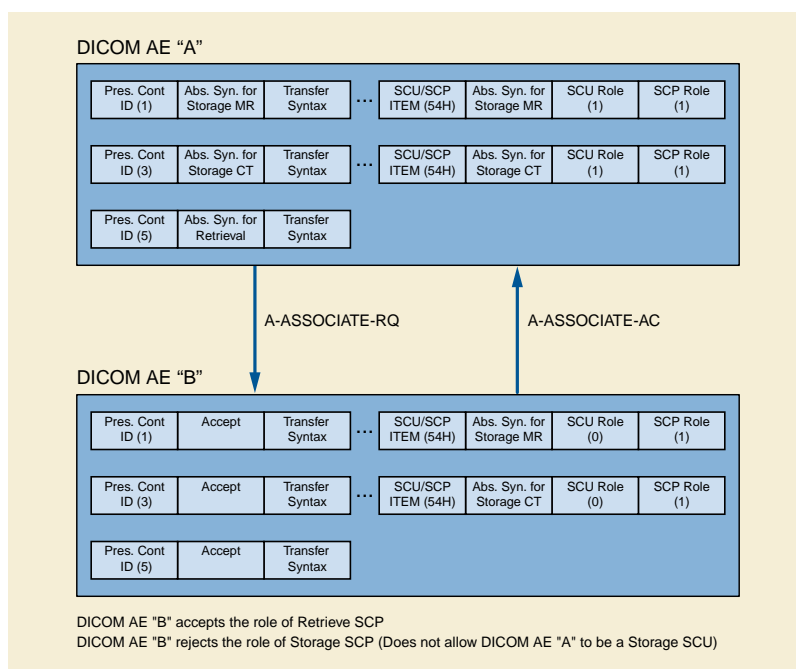 DICOM AE “A”
Pres. Cont ID (1) Abs. Syn. for Storage MR Transfer Syntax ... SCU/SCP ITEM (54H) Abs. Syn. for Storage MR SCU Role (1) SCP Role (1)
Pres. Cont ID (3) Abs. Syn. for Storage CT Transfer Syntax ... SCU/SCP ITEM (54H) Abs. Syn. for Storage CT SCU Role (1) SCP Role (1)
Pres. Cont ID (5) Abs. Syn. for Retrieval Transfer Syntax
A-ASSOCIATE-RQ A-ASSOCIATE-AC
DICOM AE “B”
Pres. Cont ID (1) Accept Transfer Syntax ... SCU/SCP ITEM (54H) Abs. Syn. for Storage MR SCU Role (0) SCP Role (1)
Pres. Cont ID (3) Accept Transfer Syntax ... SCU/SCP ITEM (54H) Abs. Syn. for Storage CT SCU Role (0) SCP Role (1)
Pres. Cont ID (5) Accept Transfer Syntax
DICOM AE "B" accepts the role of Retrieve SCP
DICOM AE "B" rejects the role of Storage SCP (Does not allow DICOM AE "A" to be a Storage SCU)